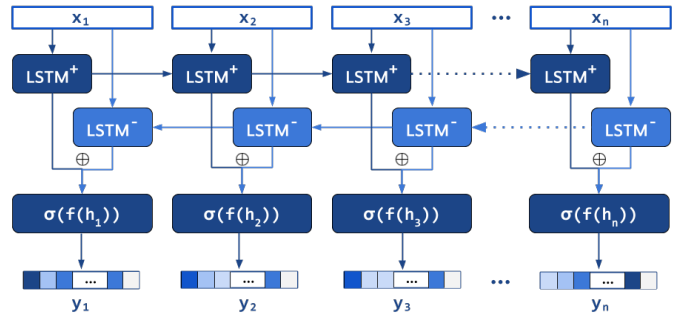 x₁ x₂ x₃ ... xₙ
LSTM⁺ LSTM⁺ LSTM⁺ LSTM⁺
LSTM⁻ LSTM⁻ LSTM⁻ LSTM⁻
⊕ ⊕ ⊕ ⊕
σ(f(h₁)) σ(f(h₂)) σ(f(h₃)) σ(f(hₙ))
... ... ... ... ...
y₁ y₂ y₃ yₙ